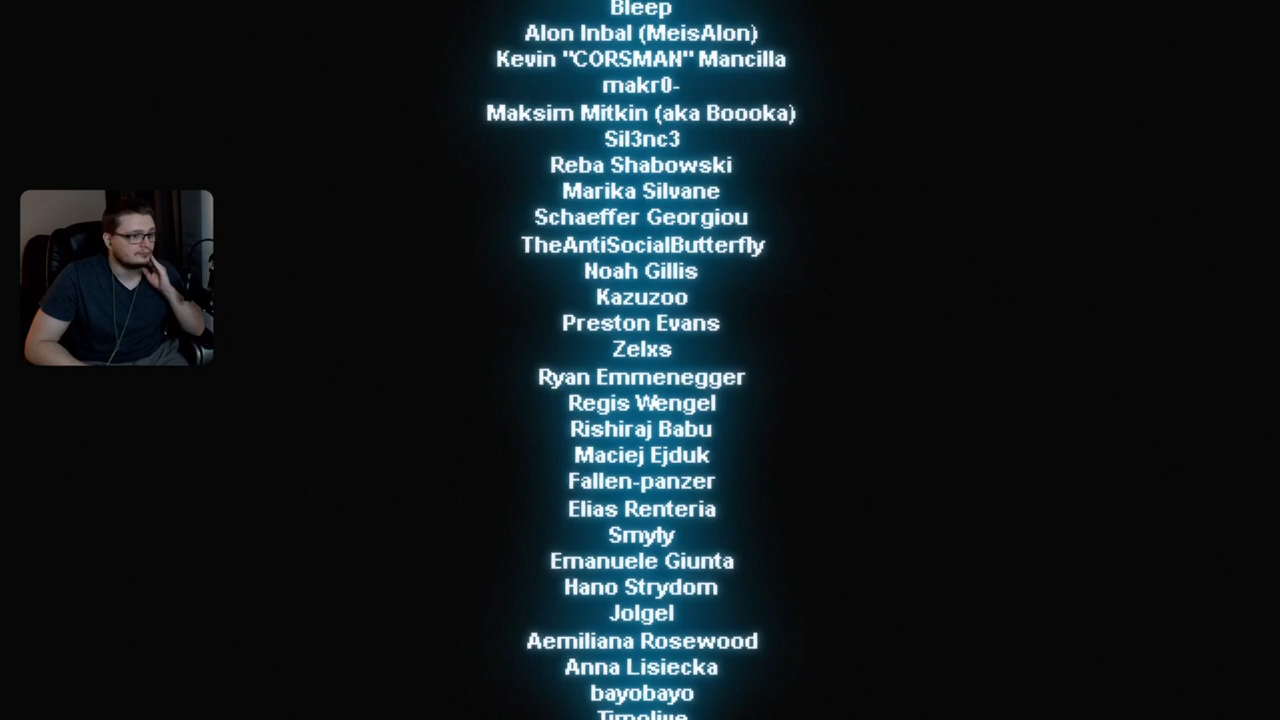 Bleep
Alon Inbal (MeisAlon)
Kevin "CORSMAN" Mancilla
makr0-
Maksim Mitkin (aka Boooka)
Sil3nc3
Reba Shabowski
Marika Silvane
Schaeffer Georgiou
TheAntiSocialButterfly
Noah Gillis
Kazuzoo
Preston Evans
Zelxs
Ryan Emmenegger
Regis Wengel
Rishiraj Babu
Maciej Ejduk
Fallen-panzer
Elias Renteria
Smyły
Emanuele Giunta
Hano Strydom
Jolgel
Aemiliana Rosewood
Anna Lisiecka
bayobayo